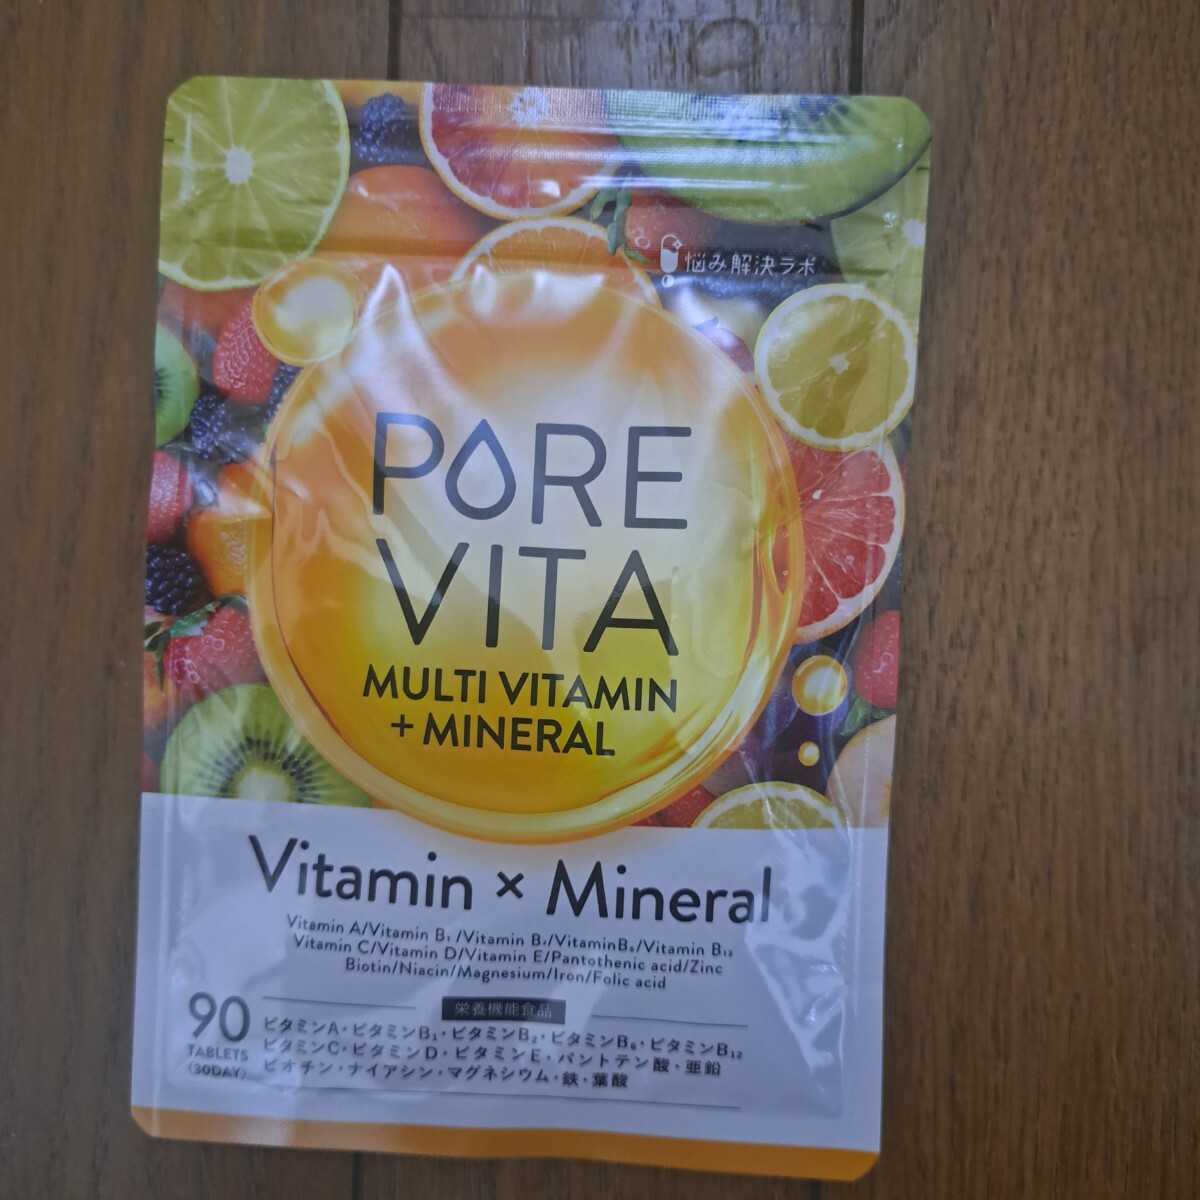 悩み解決ラボ
PORE
VITA
MULTI VITAMIN
+ MINERAL
Vitamin × Mineral
Vitamin A/Vitamin B₁ /Vitamin B₂/VitaminB₆/Vitamin B₁₂
Vitamin C/Vitamin D/Vitamin E/Pantothenic acid/Zinc
Biotin/Niacin/Magnesium/Iron/Folic acid
栄養機能食品
90
TABLETS
(30DAY)
ビタミンA・ビタミンB₁・ビタミンB₂・ビタミンB₆・ビタミンB₁₂
ビタミンC・ビタミンD・ビタミンE・パントテン酸・亜鉛
ビオチン・ナイアシン・マグネシウム・鉄・葉酸